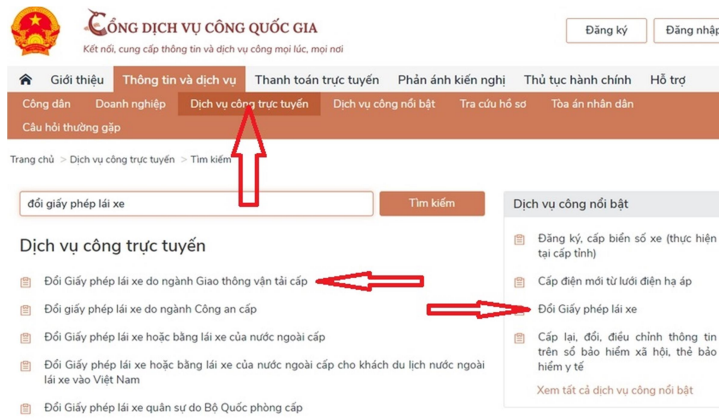 CỔNG DỊCH VỤ CÔNG QUỐC GIA
Kết nối, cung cấp thông tin và dịch vụ công mọi lúc, mọi nơi
Đăng ký
Đăng nhập
Giới thiệu
Thông tin và dịch vụ
Thanh toán trực tuyến
Phản ánh kiến nghị
Thủ tục hành chính
Hỗ trợ
Công dân
Doanh nghiệp
Dịch vụ công trực tuyến
Dịch vụ công nổi bật
Tra cứu hồ sơ
Tòa án nhân dân
Câu hỏi thường gặp
Trang chủ > Dịch vụ công trực tuyến > Tìm kiếm
đổi giấy phép lái xe
Tìm kiếm
Dịch vụ công trực tuyến
Đổi Giấy phép lái xe do ngành Giao thông vận tải cấp
Đổi giấy phép lái xe do ngành Công an cấp
Đổi Giấy phép lái xe hoặc bằng lái xe của nước ngoài cấp
Đổi Giấy phép lái xe hoặc bằng lái xe của nước ngoài cấp cho khách du lịch nước ngoài
lái xe vào Việt Nam
Đổi Giấy phép lái xe quân sự do Bộ Quốc phòng cấp
Dịch vụ công nổi bật
Đăng ký, cấp biển số xe (thực hiện
tại cấp tỉnh)
Cấp điện mới từ lưới điện hạ áp
Đổi Giấy phép lái xe
Cấp lại, đổi, điều chỉnh thông tin
trên sổ bảo hiểm xã hội, thẻ bảo
hiểm y tế
Xem tất cả dịch vụ công nổi bật